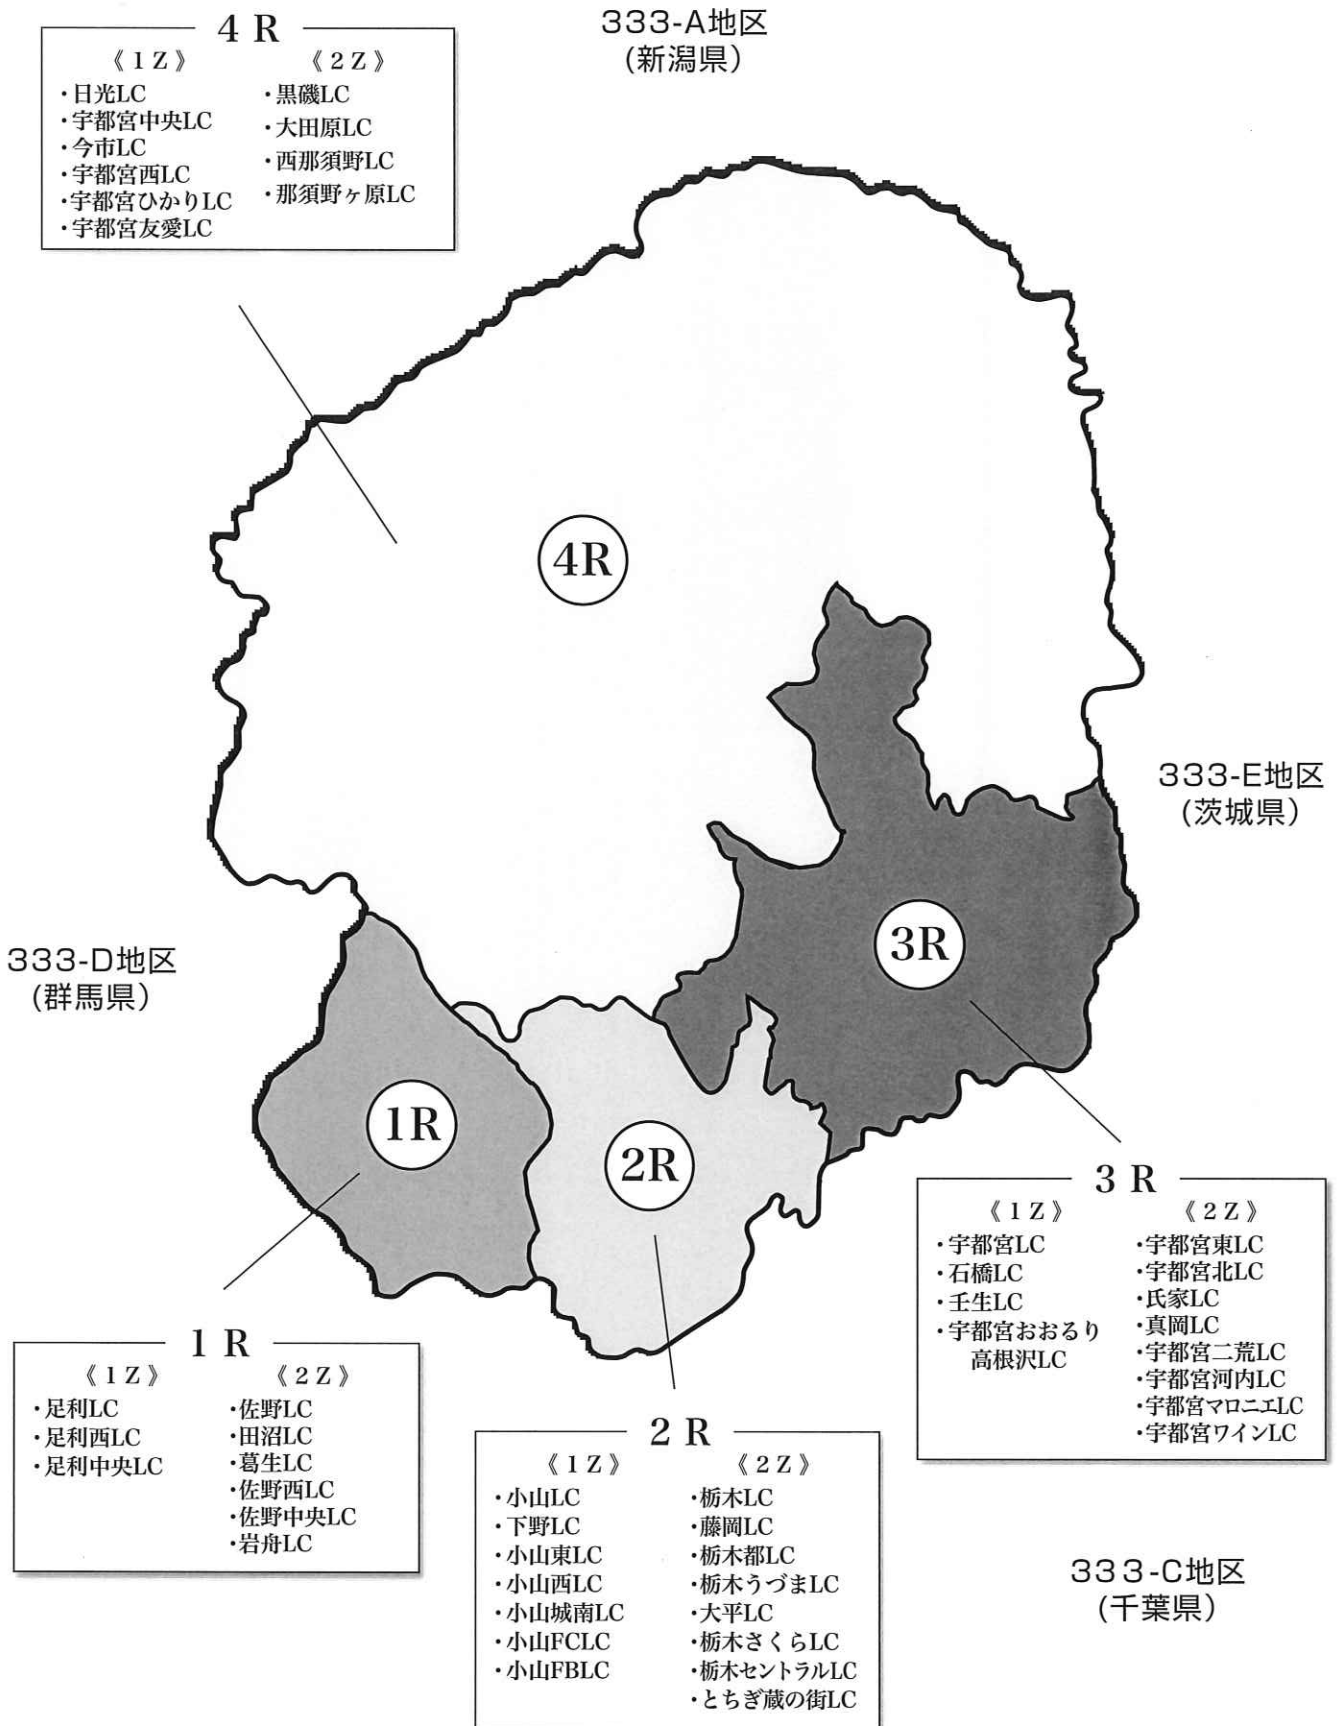 333-A地区
(新潟県)
4 R
《 1 Z 》
・日光LC
・宇都宮中央LC
・今市LC
・宇都宮西LC
・宇都宮ひかりLC
・宇都宮友愛LC
《 2 Z 》
・黒磯LC
・大田原LC
・西那須野LC
・那須野ヶ原LC
4R
333-E地区
(茨城県)
3R
333-D地区
(群馬県)
1R
2R
3 R
《 1 Z 》
・宇都宮LC
・石橋LC
・壬生LC
・宇都宮おおるり
高根沢LC
《 2 Z 》
・宇都宮東LC
・宇都宮北LC
・氏家LC
・真岡LC
・宇都宮二荒LC
・宇都宮河内LC
・宇都宮マロニエLC
・宇都宮ワインLC
1 R
《 1 Z 》
・足利LC
・足利西LC
・足利中央LC
《 2 Z 》
・佐野LC
・田沼LC
・葛生LC
・佐野西LC
・佐野中央LC
・岩舟LC
2 R
《 1 Z 》
・小山LC
・下野LC
・小山東LC
・小山西LC
・小山城南LC
・小山FCLC
・小山FBLC
《 2 Z 》
・栃木LC
・藤岡LC
・栃木都LC
・栃木うづまLC
・大平LC
・栃木さくらLC
・栃木セントラルLC
・とちぎ蔵の街LC
333-C地区
(千葉県)